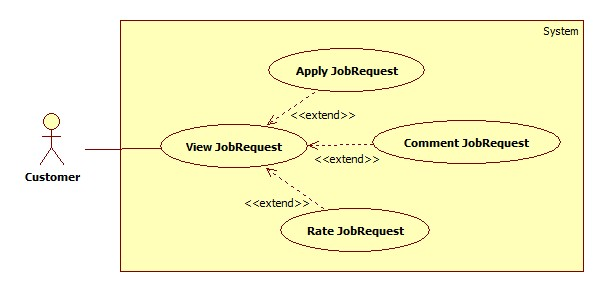 System
Apply JobRequest
<<extend>>
View JobRequest
Comment JobRequest
<<extend>>
Customer
<<extend>>
Rate JobRequest